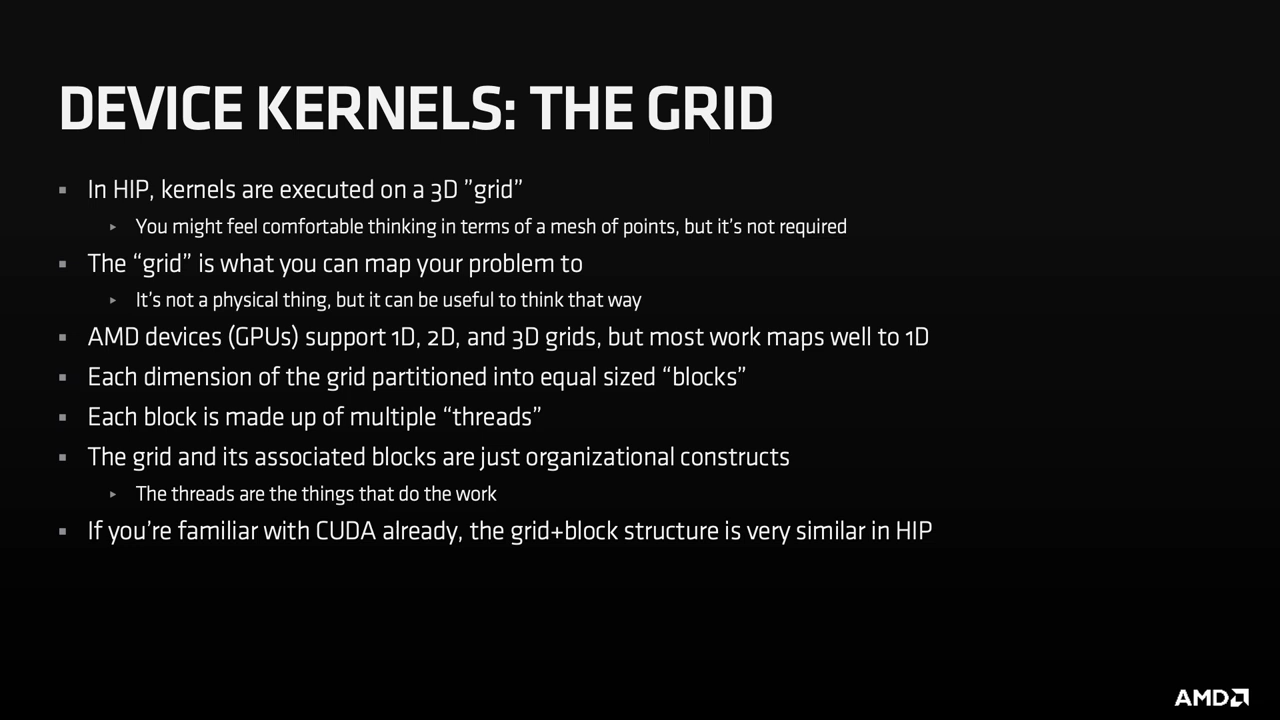 DEVICE KERNELS: THE GRID
In HIP, kernels are executed on a 3D ”grid”
You might feel comfortable thinking in terms of a mesh of points, but it’s not required
The “grid” is what you can map your problem to
It’s not a physical thing, but it can be useful to think that way
AMD devices (GPUs) support 1D, 2D, and 3D grids, but most work maps well to 1D
Each dimension of the grid partitioned into equal sized “blocks”
Each block is made up of multiple “threads”
The grid and its associated blocks are just organizational constructs
The threads are the things that do the work
If you’re familiar with CUDA already, the grid+block structure is very similar in HIP
AMD